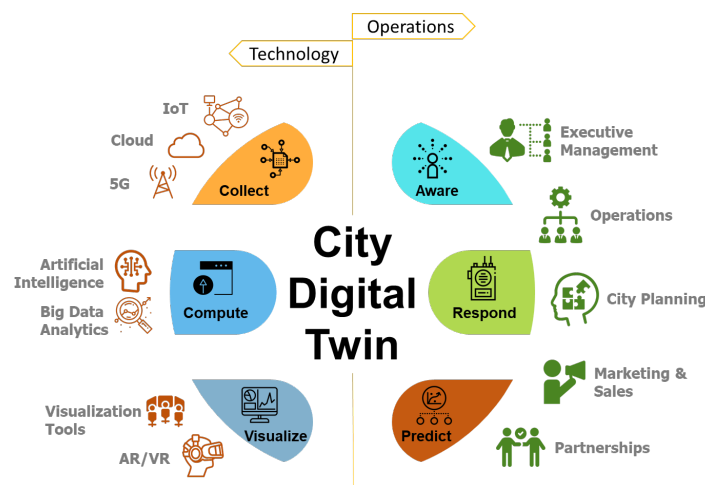 Operations
Technology
IoT
Cloud
5G
Collect
Artificial
Intelligence
Big Data
Analytics
Compute
Visualization
Tools
AR/VR
Visualize
City
Digital
Twin
Aware
Executive
Management
Operations
Respond
City Planning
Predict
Marketing &
Sales
Partnerships